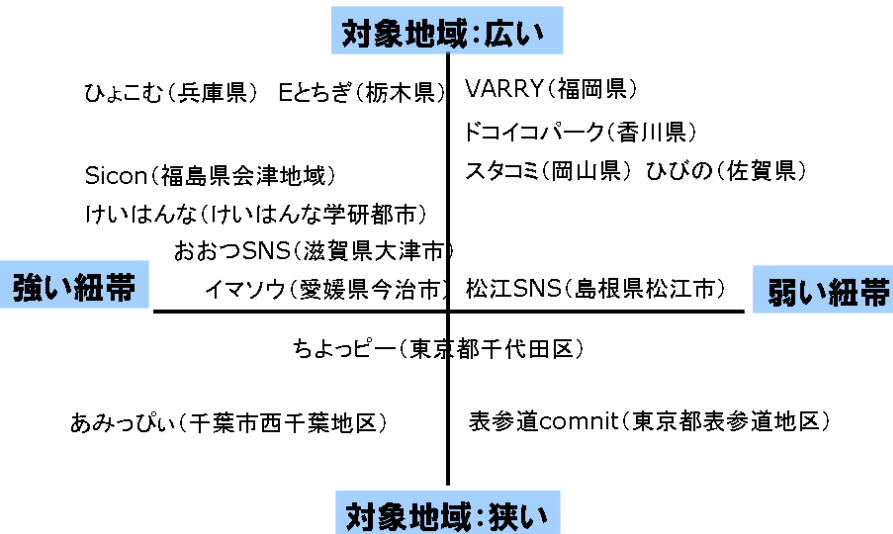 対象地域:広い
ひょこむ(兵庫県) Eとちぎ(栃木県) VARRY(福岡県)
ドコイコパーク(香川県)
Sicon(福島県会津地域) スタコミ(岡山県) ひびの(佐賀県)
けいはんな(けいはんな学研都市)
おおつSNS(滋賀県大津市)
強い紐帯 イマソウ(愛媛県今治市) 松江SNS(島根県松江市) 弱い紐帯
ちよっピー(東京都千代田区)
あみっぴぃ(千葉市西千葉地区) 表参道comnit(東京都表参道地区)
対象地域:狭い